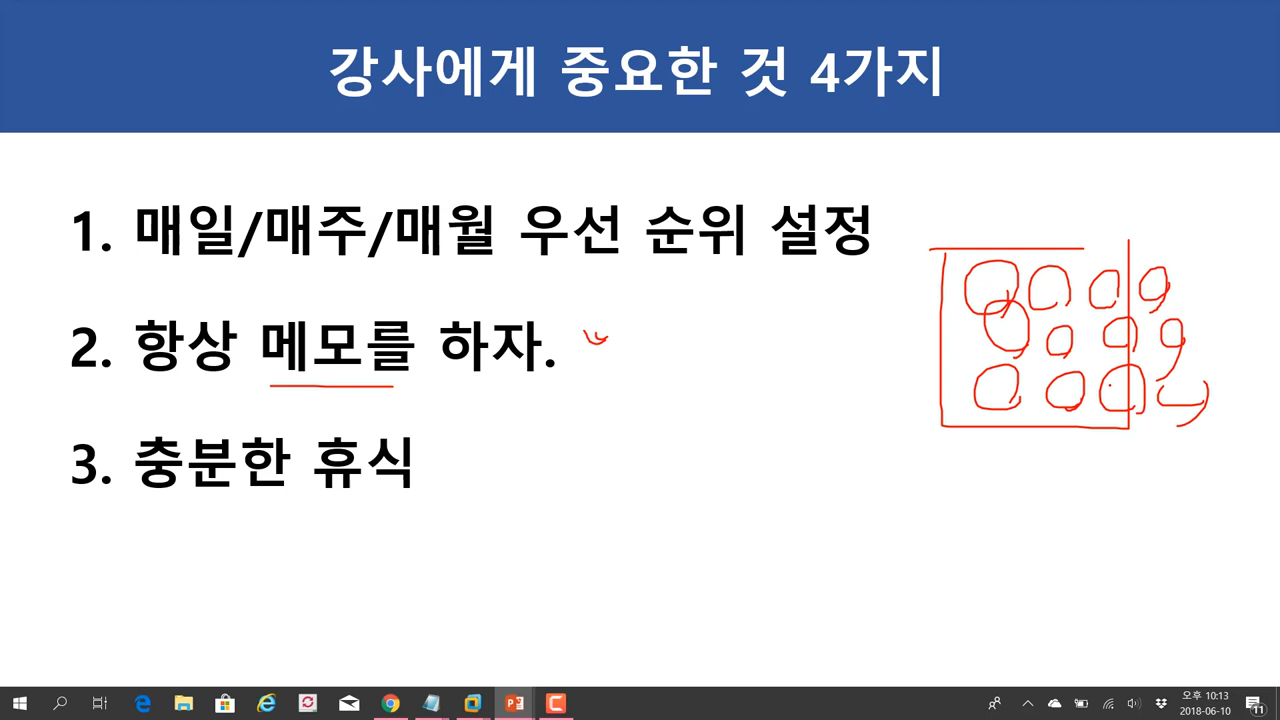 강사에게 중요한 것 4가지
1. 매일/매주/매월 우선 순위 설정
2. 항상 메모를 하자.
3. 충분한 휴식
오후 10:13
2018-06-10
11